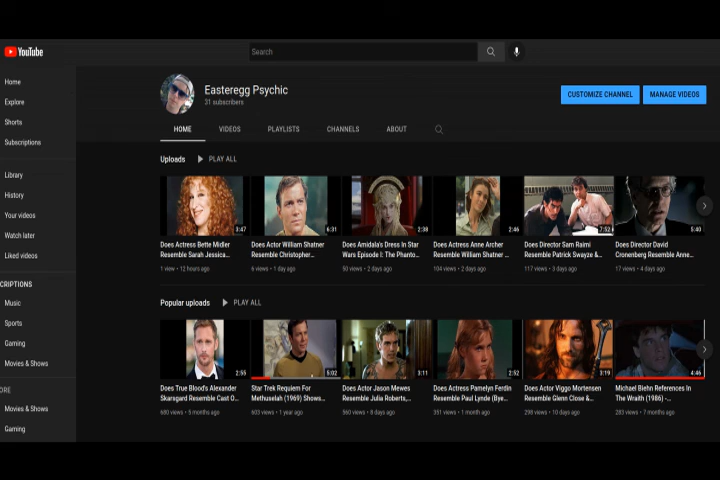 YouTube
Search
Home
Explore
Shorts
Subscriptions
Library
History
Your videos
Watch later
Liked videos
CRIPTIONS
Music
Sports
Gaming
Movies & Shows
ORE
Movies & Shows
Gaming
Easteregg Psychic
31 subscribers
CUSTOMIZE CHANNEL
MANAGE VIDEOS
HOME VIDEOS PLAYLISTS CHANNELS ABOUT
Uploads PLAY ALL
3:47 6:31 2:38 2:46 7:52 5:40
Does Actress Bette Midler
Resemble Sarah Jessica...
1 view • 12 hours ago
Does Actor William Shatner
Resemble Christopher...
6 views • 1 day ago
Does Amidala's Dress In Star
Wars Episode I: The Phanto...
50 views • 2 days ago
Does Actress Anne Archer
Resemble William Shatner ...
104 views • 2 days ago
Does Director Sam Raimi
Resemble Patrick Swayze &...
117 views • 3 days ago
Does Director David
Cronenberg Resemble Anne...
17 views • 4 days ago
Popular uploads PLAY ALL
2:55 5:02 3:11 2:52 3:19 4:46
Does True Blood's Alexander
Skarsgard Resemble Cast O...
680 views • 5 months ago
Star Trek Requiem For
Methuselah (1969) Shows...
603 views • 1 year ago
Does Actor Jason Mewes
Resemble Julia Roberts,...
560 views • 8 days ago
Does Actress Pamelyn Ferdin
Resemble Paul Lynde (Bye...
351 views • 1 month ago
Does Actor Viggo Mortensen
Resemble Glenn Close &...
298 views • 10 days ago
Michael Biehn References In
The Wraith (1986) -...
283 views • 7 months ago